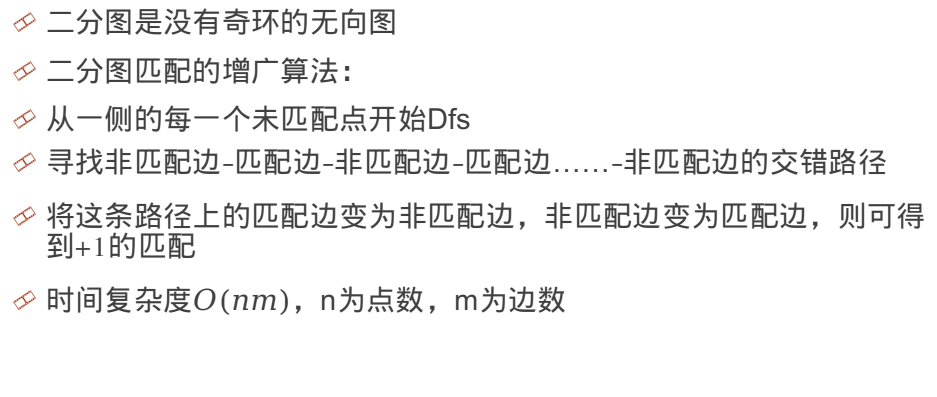 二分图是没有奇环的无向图
二分图匹配的增广算法：
从一侧的每一个未匹配点开始Dfs
寻找非匹配边-匹配边-非匹配边-匹配边……-非匹配边的交错路径
将这条路径上的匹配边变为非匹配边，非匹配边变为匹配边，则可得
到+1的匹配
时间复杂度O(nm)，n为点数，m为边数